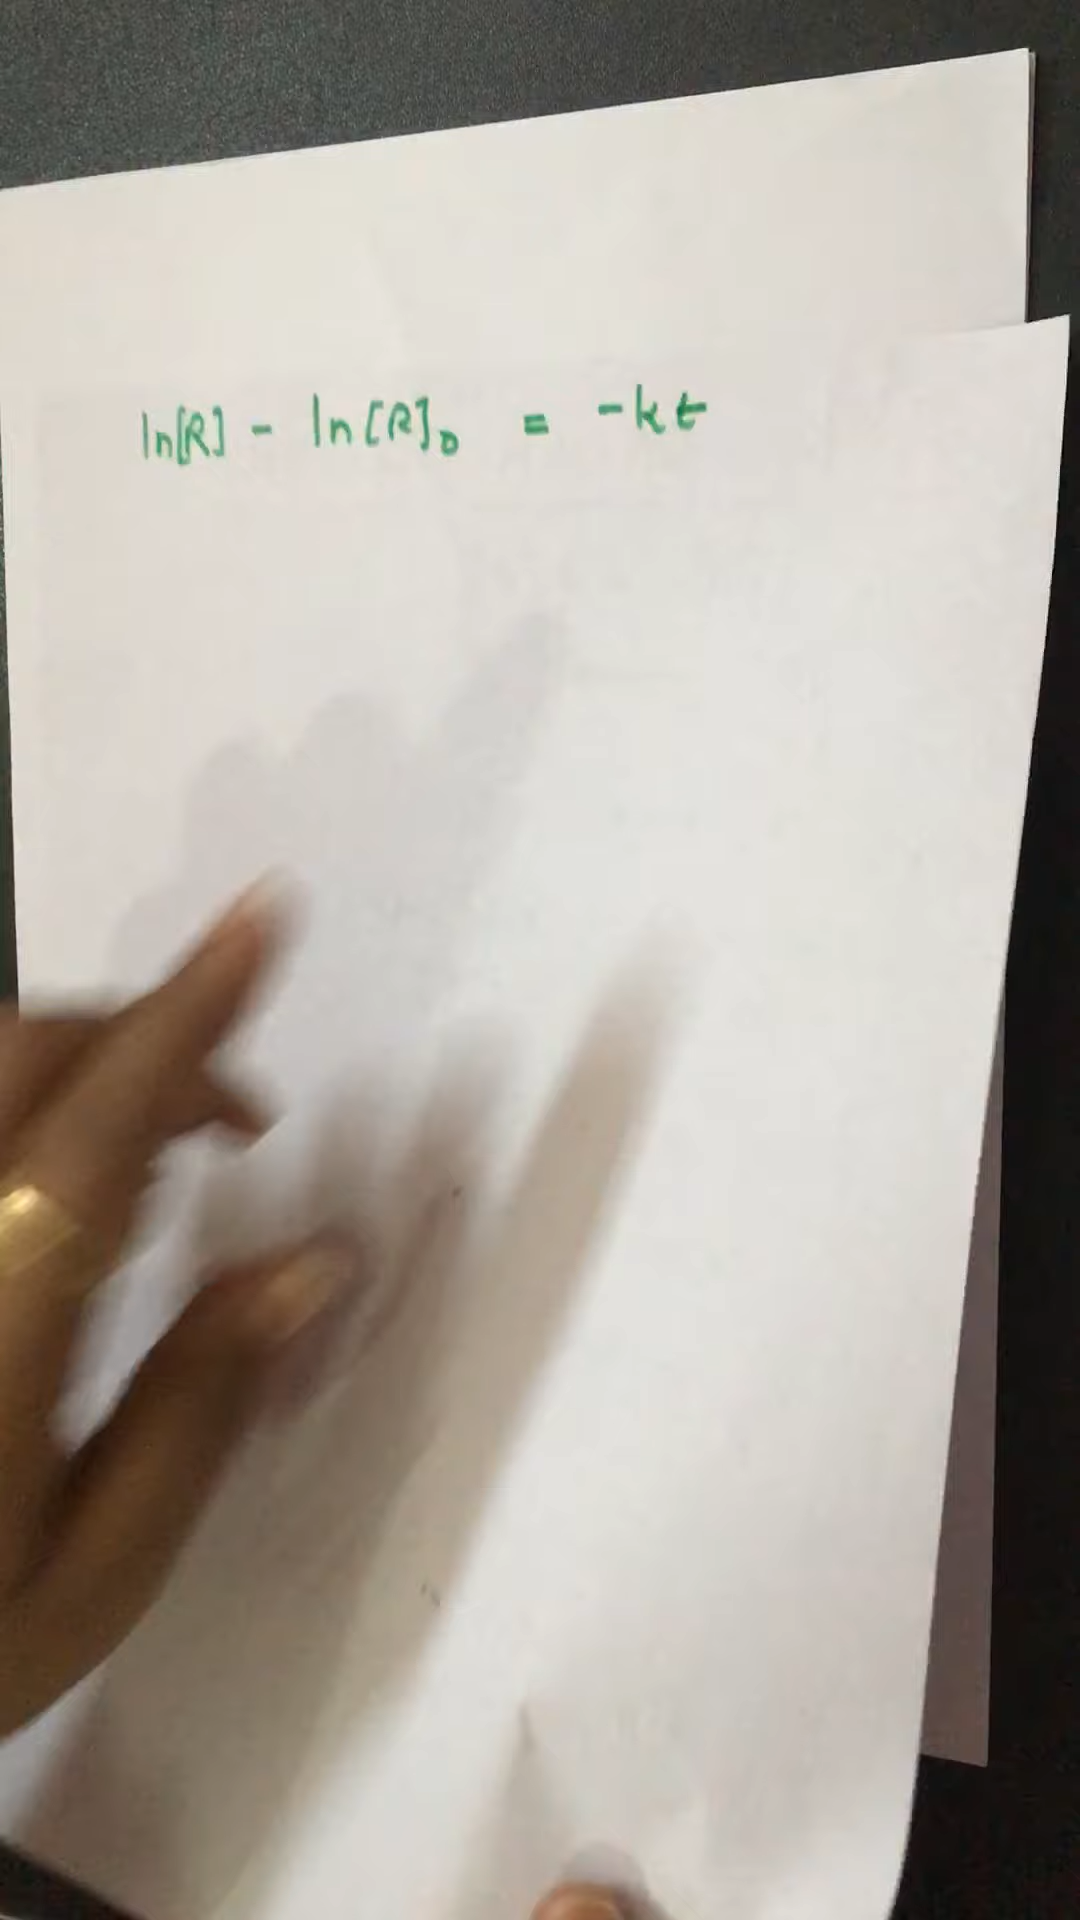 ln[R] - ln[R]₀ = -kt